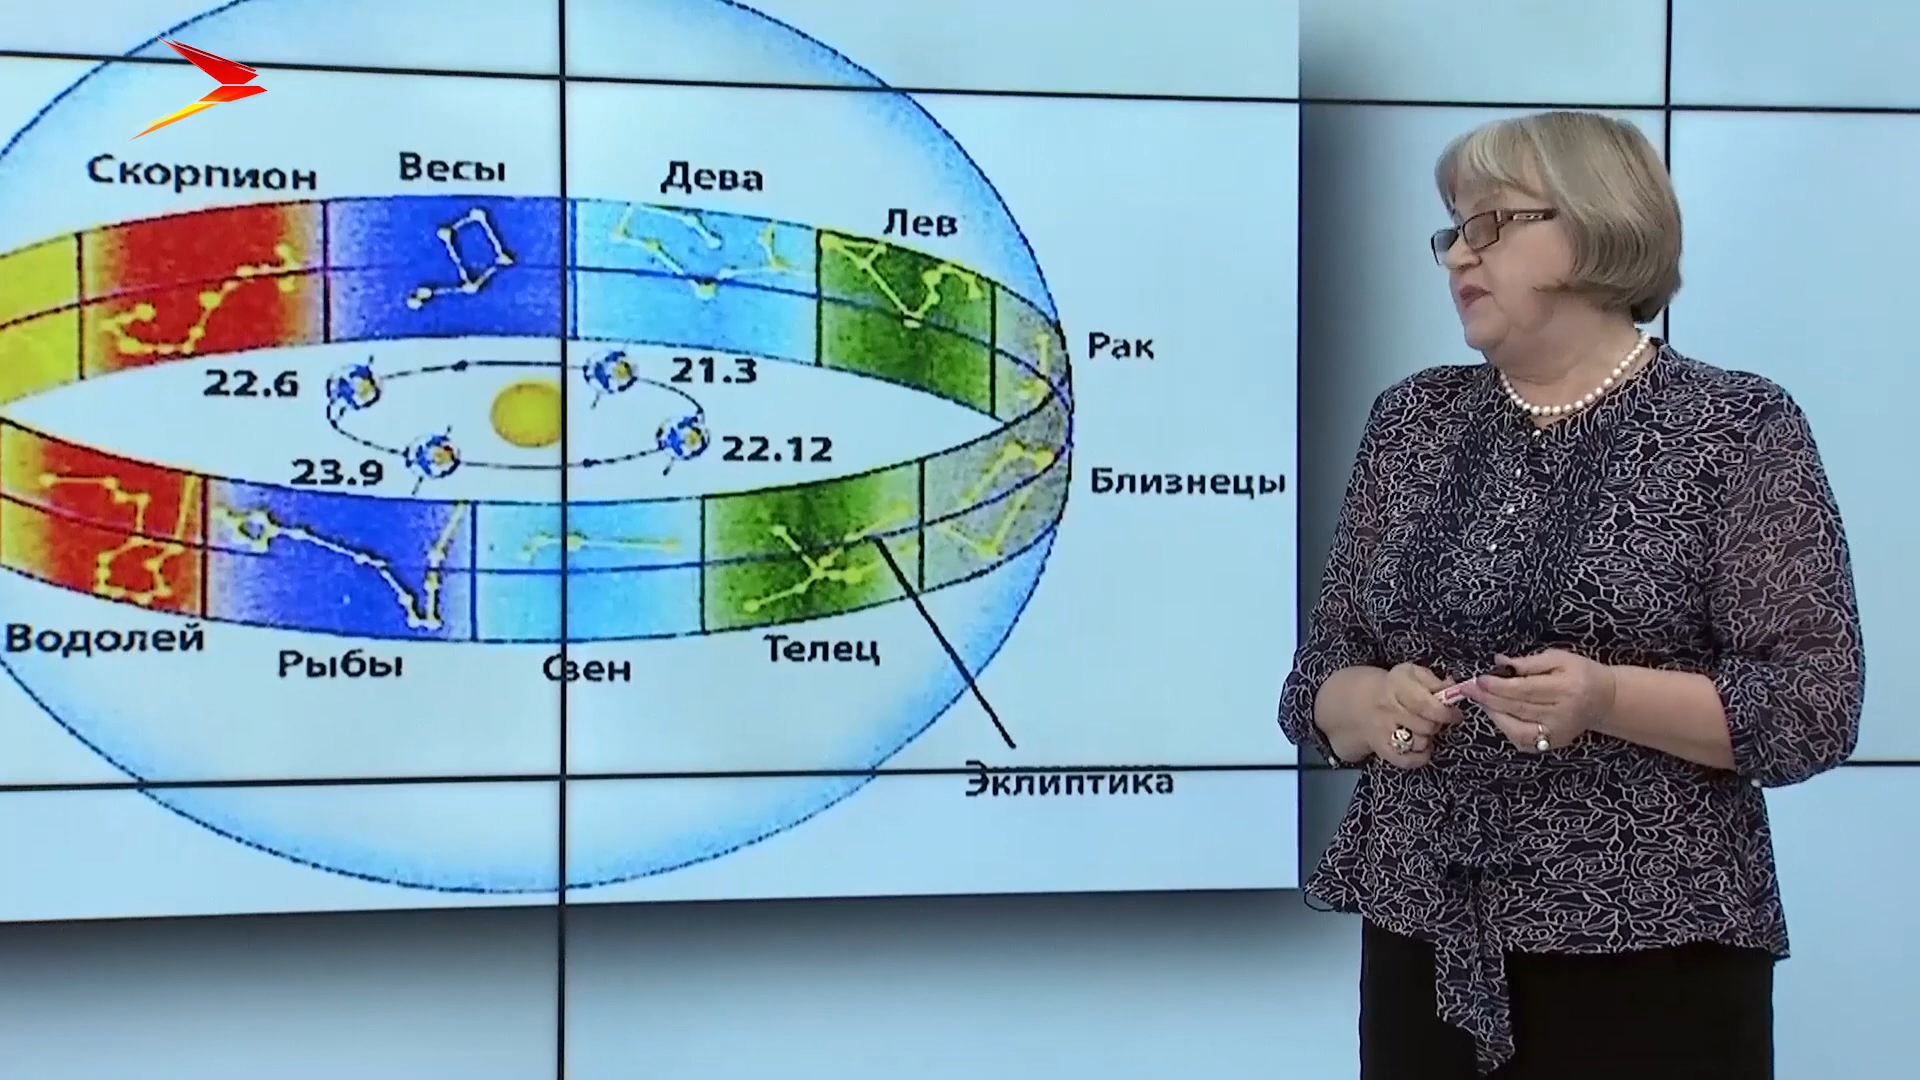 Скорпион
Весы
Дева
Лев
Рак
22.6
21.3
23.9
22.12
Близнецы
Водолей
Рыбы
Овен
Телец
Эклиптика